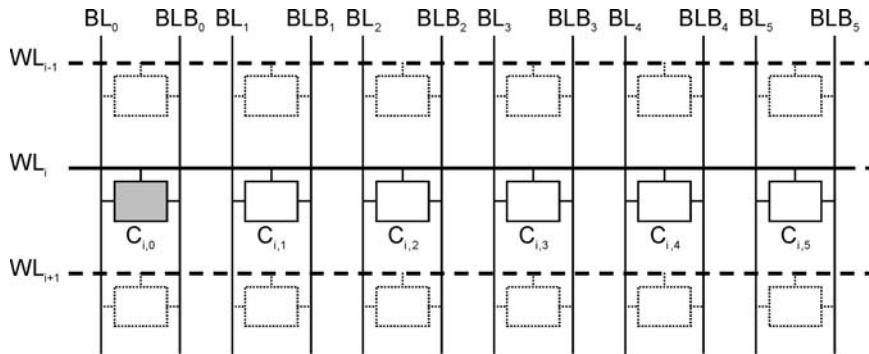 BL₀ BLB₀ BL₁ BLB₁ BL₂ BLB₂ BL₃ BLB₃ BL₄ BLB₄ BL₅ BLB₅
WLᵢ₋₁
WLᵢ
Cᵢ,₀ Cᵢ,₁ Cᵢ,₂ Cᵢ,₃ Cᵢ,₄ Cᵢ,₅
WLᵢ₊₁